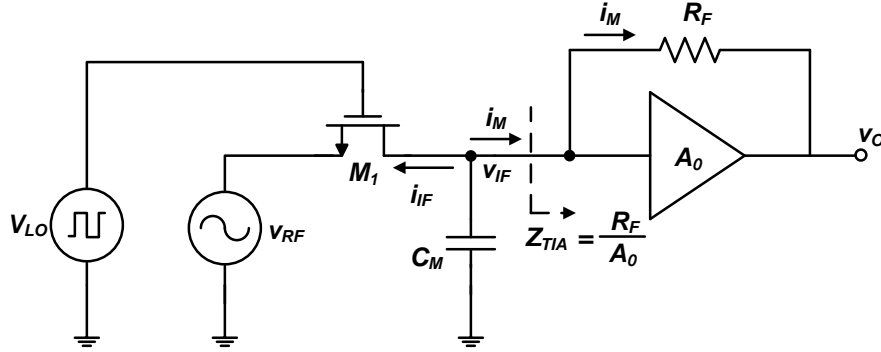 i_M
R_F
v_O
i_M
A_0
M_1
v_IF
i_IF
V_LO
v_RF
C_M
Z_TIA = R_F / A_0